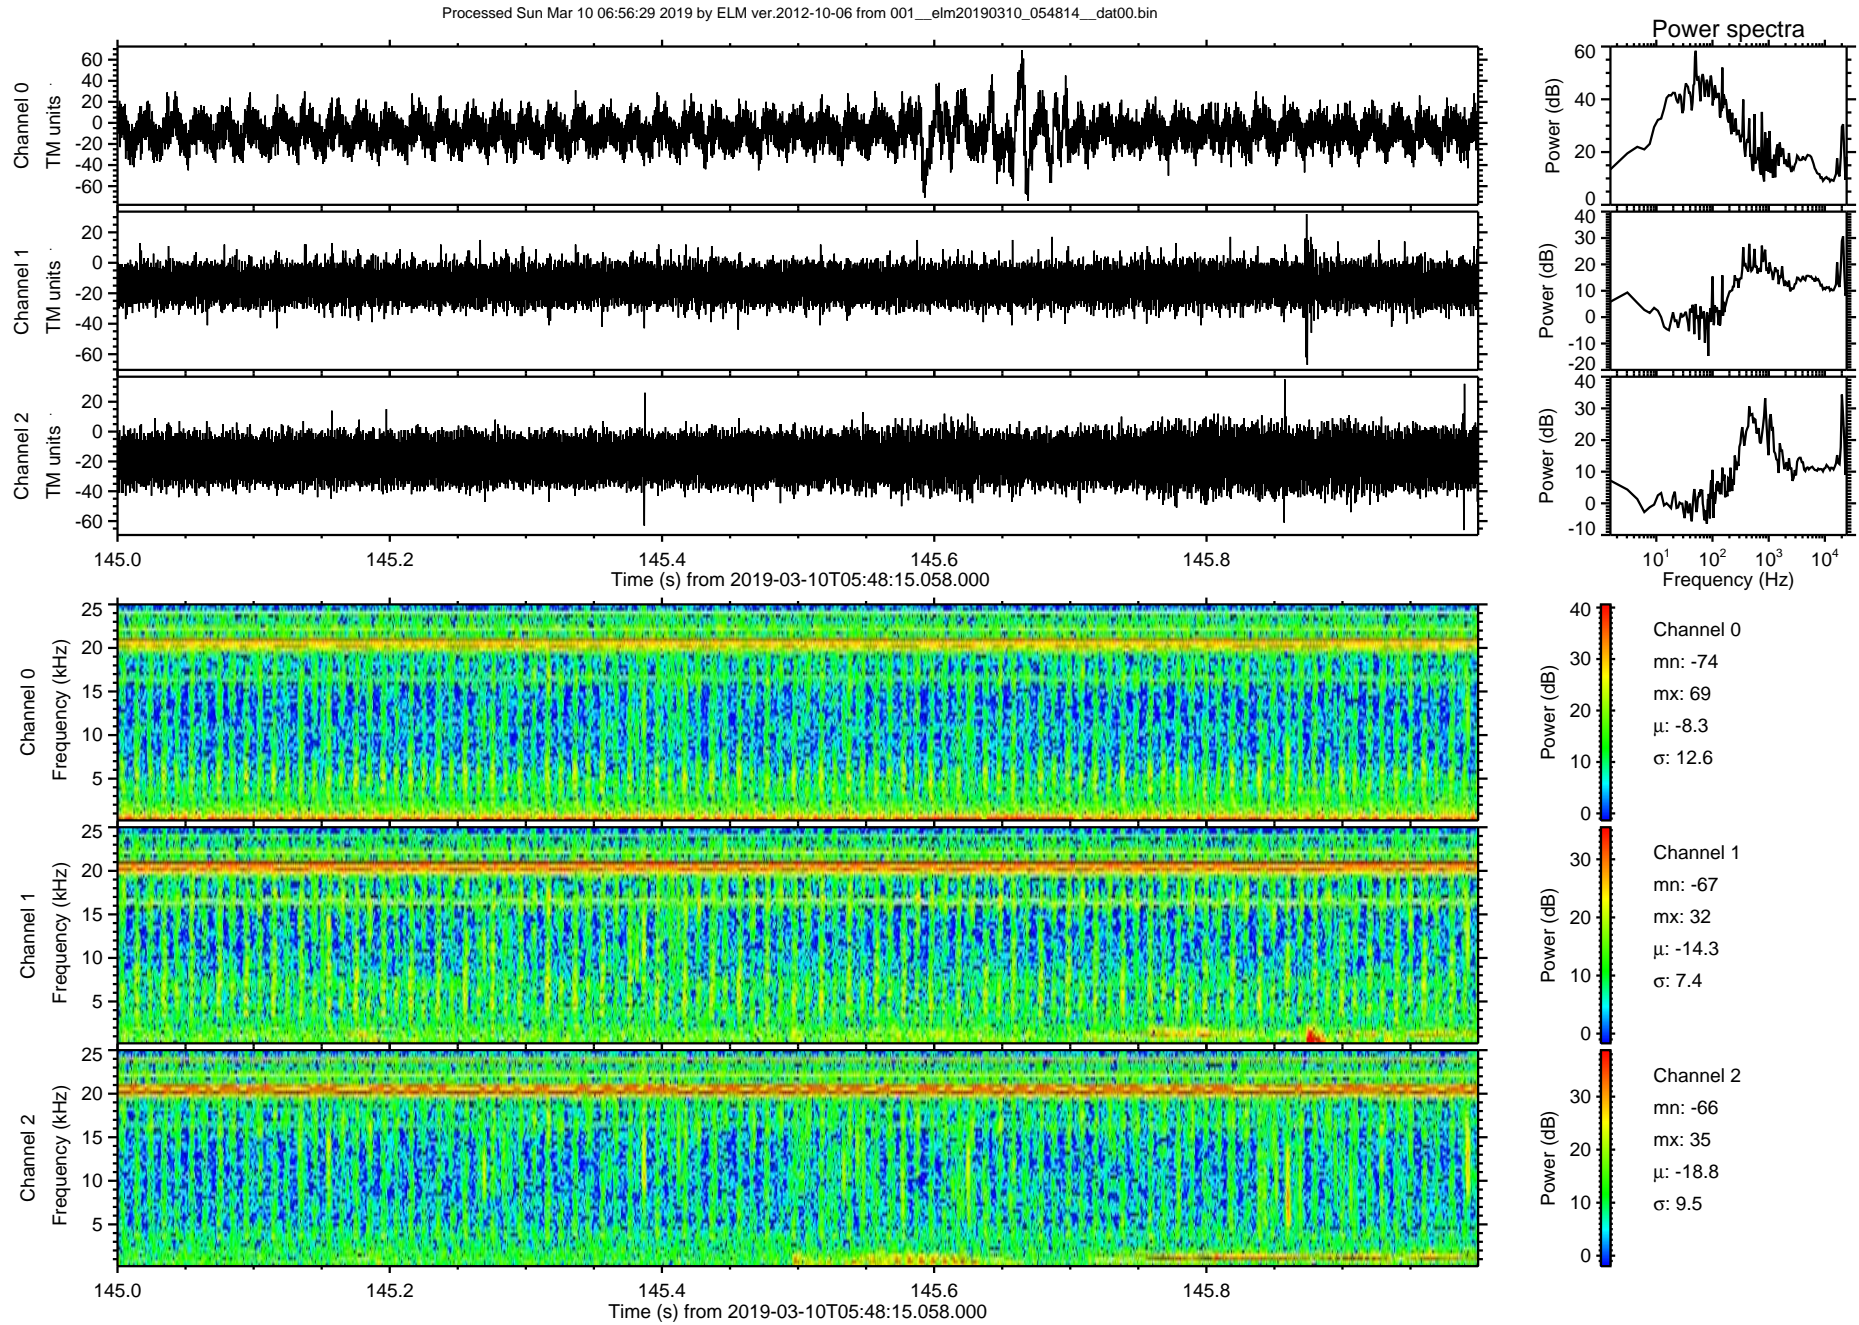 Processed Sun Mar 10 06:56:29 2019 by ELM ver.2012-10-06 from 001__elm20190310_054814__dat00.bin
Power spectra
Channel 0
TM units
60
40
20
0
-20
-40
-60
Power (dB)
60
40
20
0
Channel 1
TM units
20
0
-20
-40
-60
Power (dB)
40
30
20
10
0
-10
-20
Channel 2
TM units
20
0
-20
-40
-60
Power (dB)
40
30
20
10
0
-10
145.0 145.2 145.4 145.6 145.8
Time (s) from 2019-03-10T05:48:15.058.000
10^1 10^2 10^3 10^4
Frequency (Hz)
Channel 0
Frequency (kHz)
25
20
15
10
5
Power (dB)
40
30
20
10
0
Channel 0
mn: -74
mx: 69
µ: -8.3
σ: 12.6
Channel 1
Frequency (kHz)
25
20
15
10
5
Power (dB)
30
20
10
0
Channel 1
mn: -67
mx: 32
µ: -14.3
σ: 7.4
Channel 2
Frequency (kHz)
25
20
15
10
5
Power (dB)
30
20
10
0
Channel 2
mn: -66
mx: 35
µ: -18.8
σ: 9.5
145.0 145.2 145.4 145.6 145.8
Time (s) from 2019-03-10T05:48:15.058.000